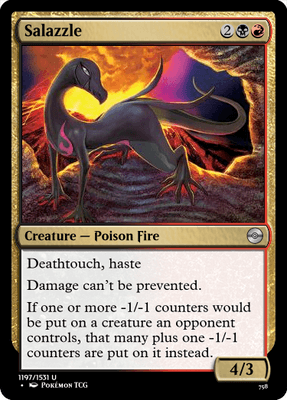 Salazzle 2
Creature — Poison Fire
Deathtouch, haste
Damage can't be prevented.
If one or more -1/-1 counters would
be put on a creature an opponent
controls, that many plus one -1/-1
counters are put on it instead.
4/3
1197/1531 U
• Pokémon TCG
758